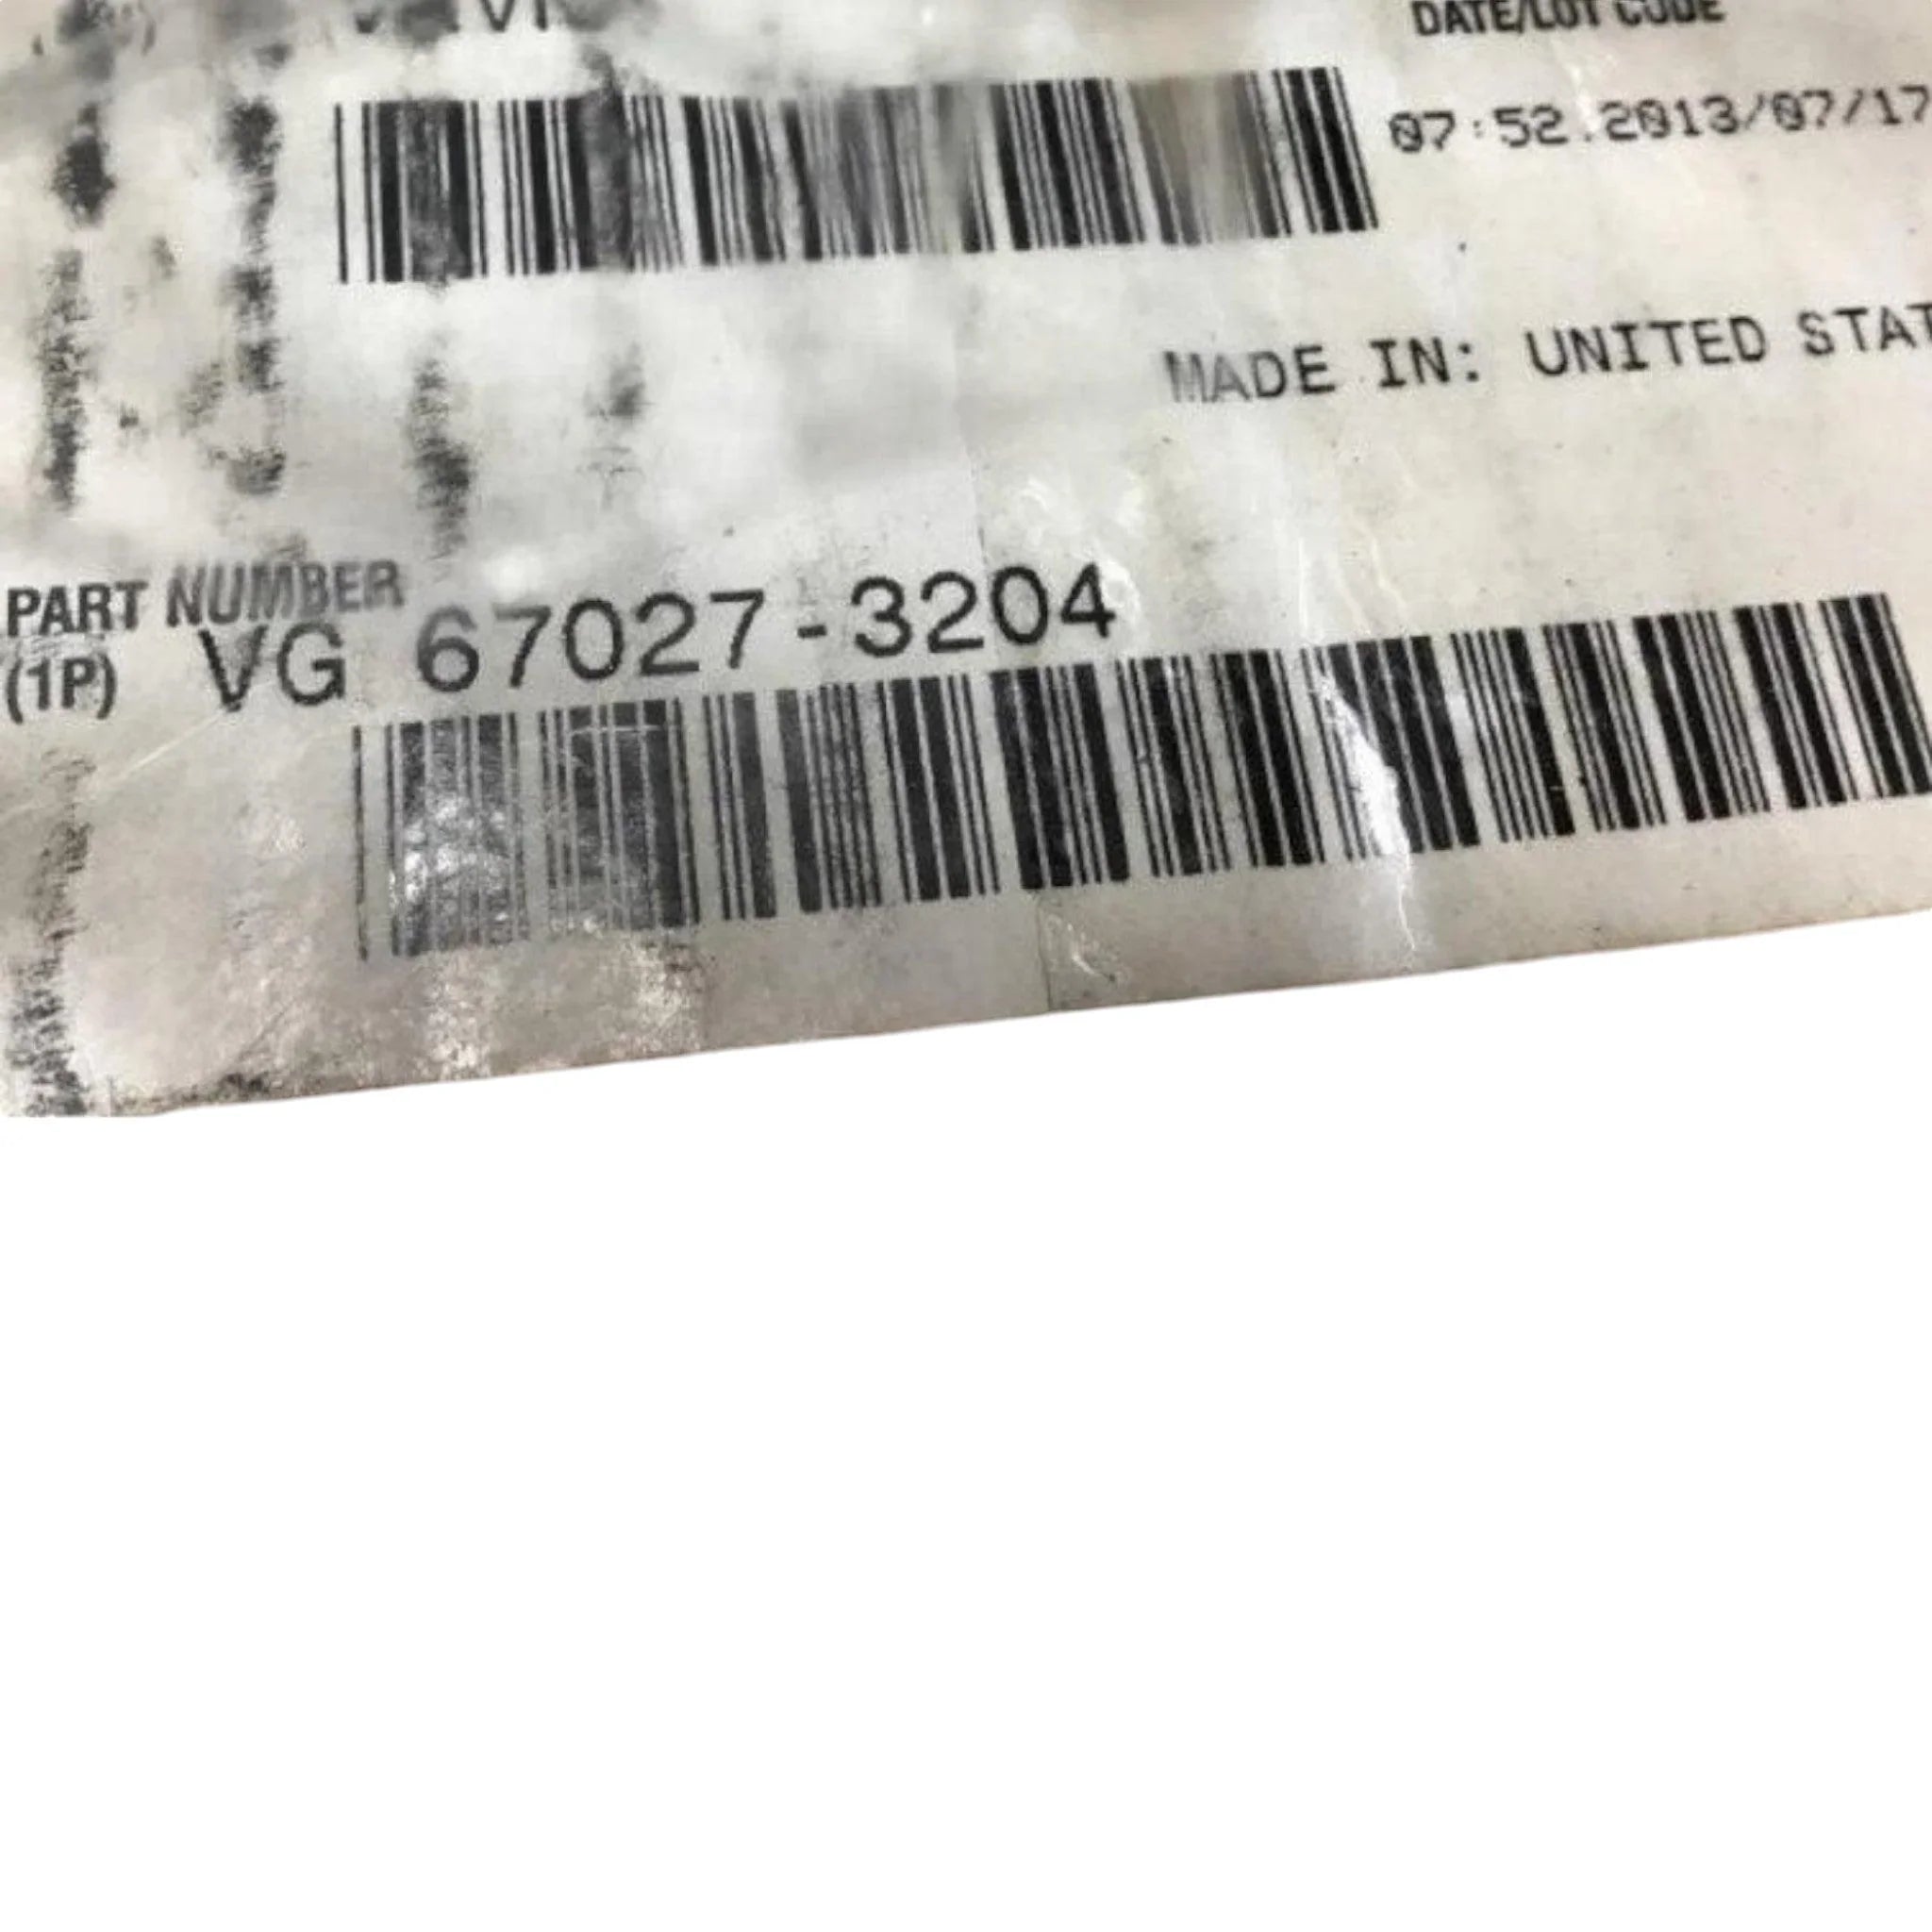 DATE/LOT CODE
07:52.2013/07/17
MADE IN: UNITED STAT
PART NUMBER
(1P) VG 67027-3204